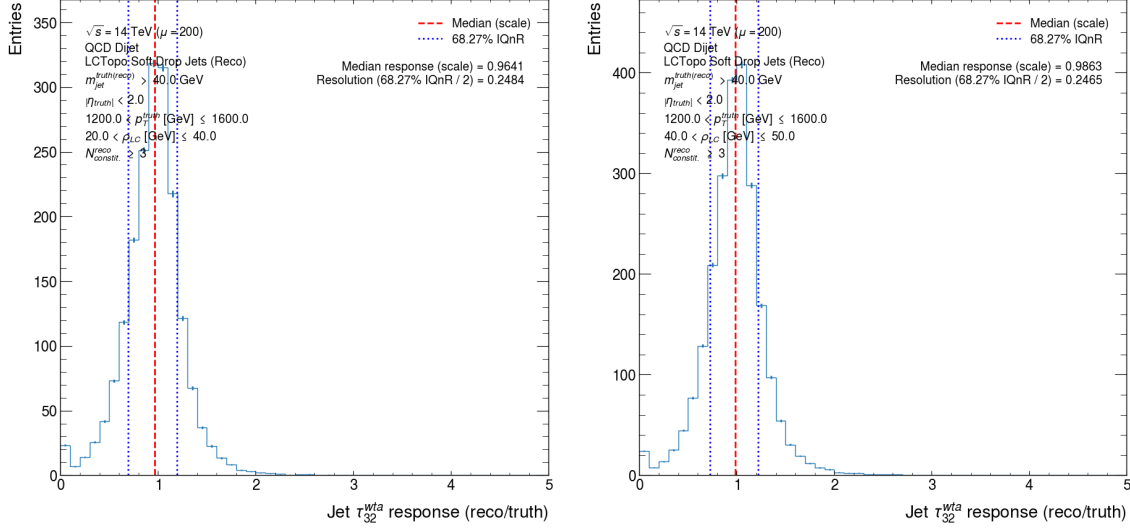 Entries
350
300
250
200
150
100
50
0
0 1 2 3 4 5
Jet τ₃₂ʷᵗᵃ response (reco/truth)
√s = 14 TeV (μ = 200)
QCD Dijet
LCTopo Soft Drop Jets (Reco)
m_jet^truth(reco) > 40.0 GeV
|η_truth| < 2.0
1200.0 < p_T^truth [GeV] ≤ 1600.0
20.0 < ρ_LC [GeV] ≤ 40.0
N_constit.^reco ≥ 3
Median (scale)
68.27% IQnR
Median response (scale) = 0.9641
Resolution (68.27% IQnR / 2) = 0.2484
Entries
400
300
200
100
0
0 1 2 3 4 5
Jet τ₃₂ʷᵗᵃ response (reco/truth)
√s = 14 TeV (μ = 200)
QCD Dijet
LCTopo Soft Drop Jets (Reco)
m_jet^truth(reco) > 40.0 GeV
|η_truth| < 2.0
1200.0 < p_T^truth [GeV] ≤ 1600.0
40.0 < ρ_LC [GeV] ≤ 50.0
N_constit.^reco ≥ 3
Median (scale)
68.27% IQnR
Median response (scale) = 0.9863
Resolution (68.27% IQnR / 2) = 0.2465